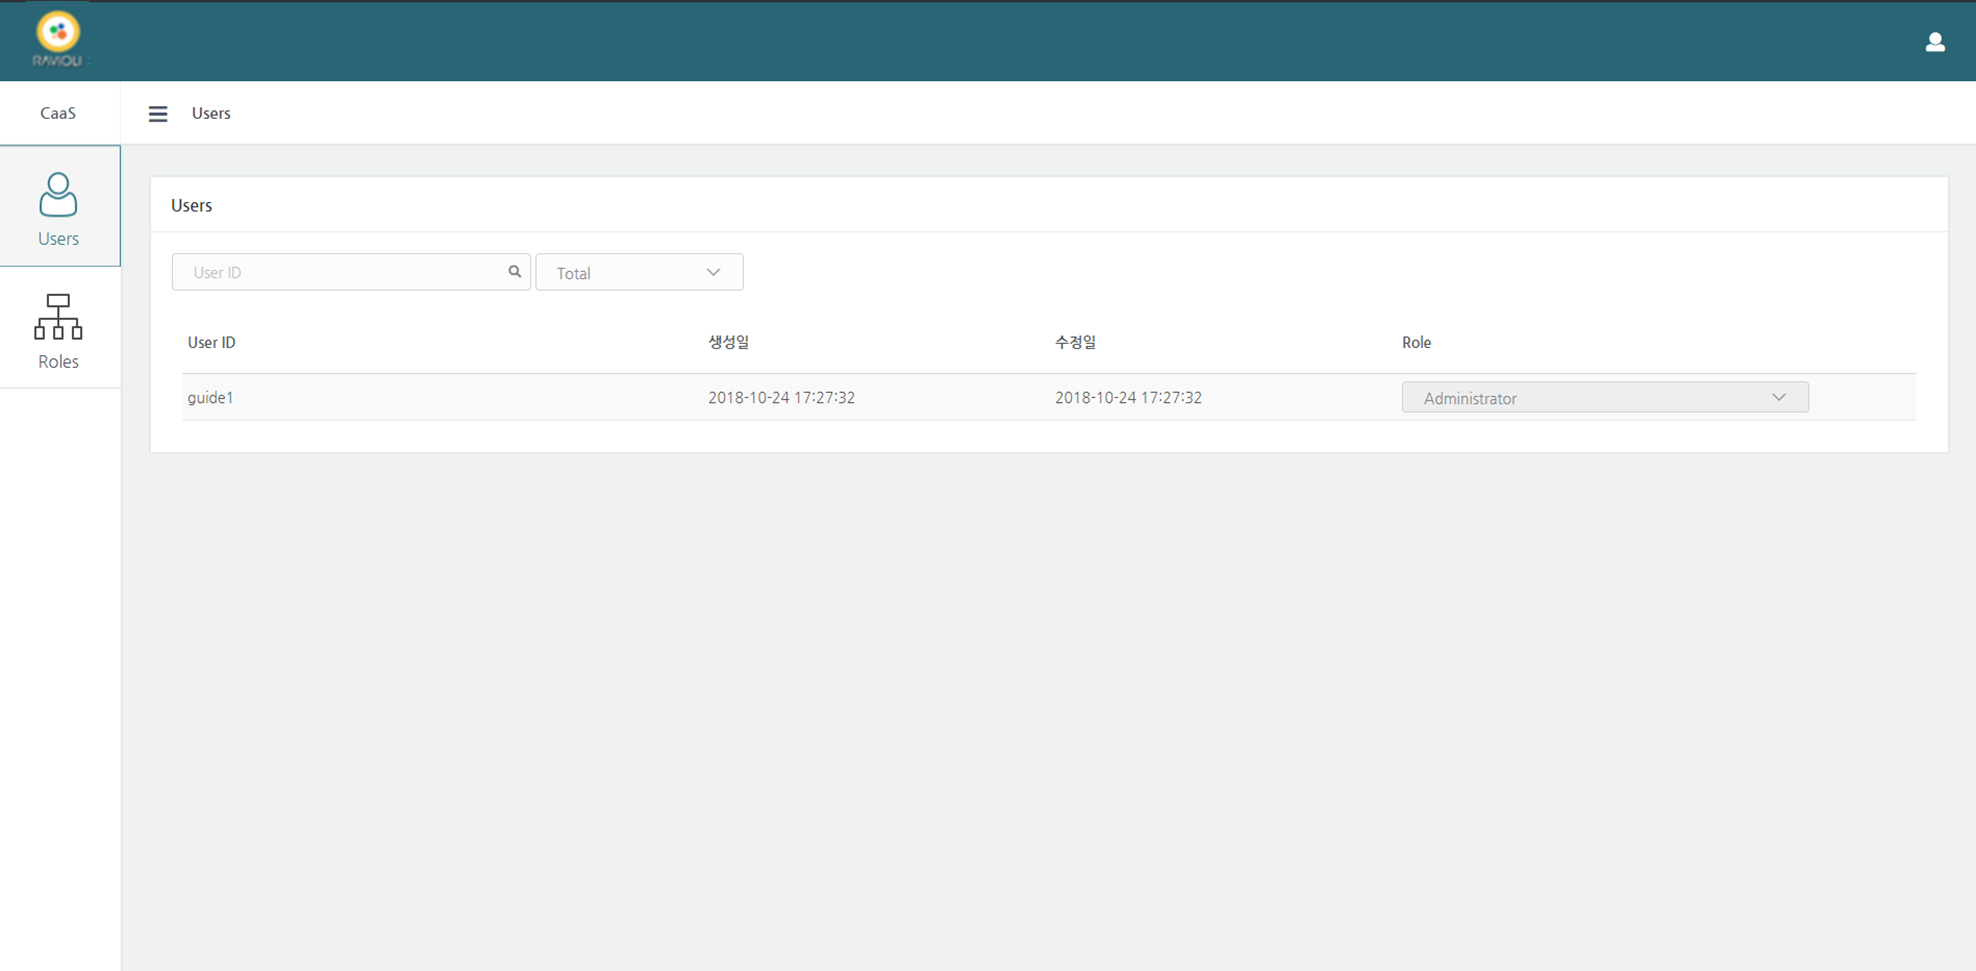 RAVIOLI
CaaS
Users
Users
Roles
Users
User ID
Total
User ID 생성일 수정일 Role
guide1 2018-10-24 17:27:32 2018-10-24 17:27:32 Administrator